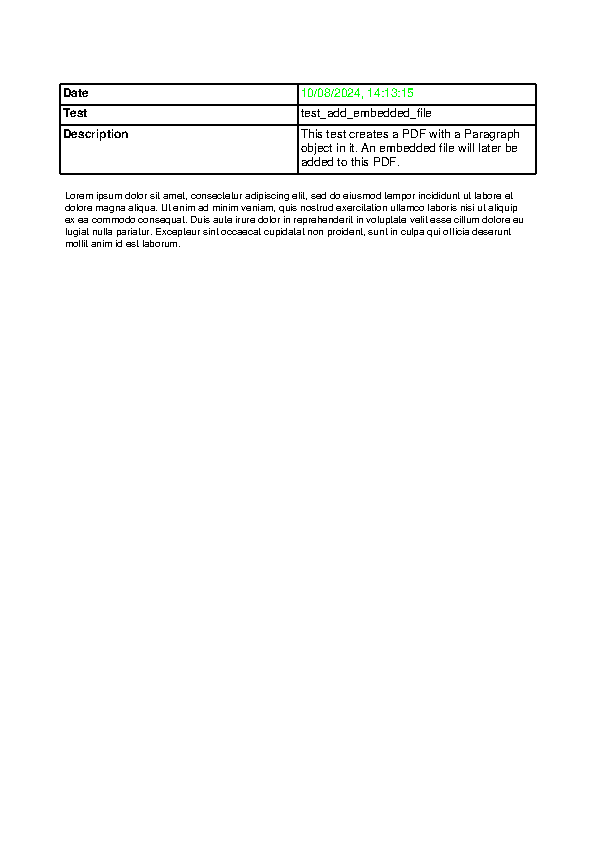 Date 10/08/2024, 14:13:15
Test test_add_embedded_file
Description This test creates a PDF with a Paragraph
object in it. An embedded file will later be
added to this PDF.
Lorem ipsum dolor sit amet, consectetur adipiscing elit, sed do eiusmod tempor incididunt ut labore et
dolore magna aliqua. Ut enim ad minim veniam, quis nostrud exercitation ullamco laboris nisi ut aliquip
ex ea commodo consequat. Duis aute irure dolor in reprehenderit in voluptate velit esse cillum dolore eu
fugiat nulla pariatur. Excepteur sint occaecat cupidatat non proident, sunt in culpa qui officia deserunt
mollit anim id est laborum.